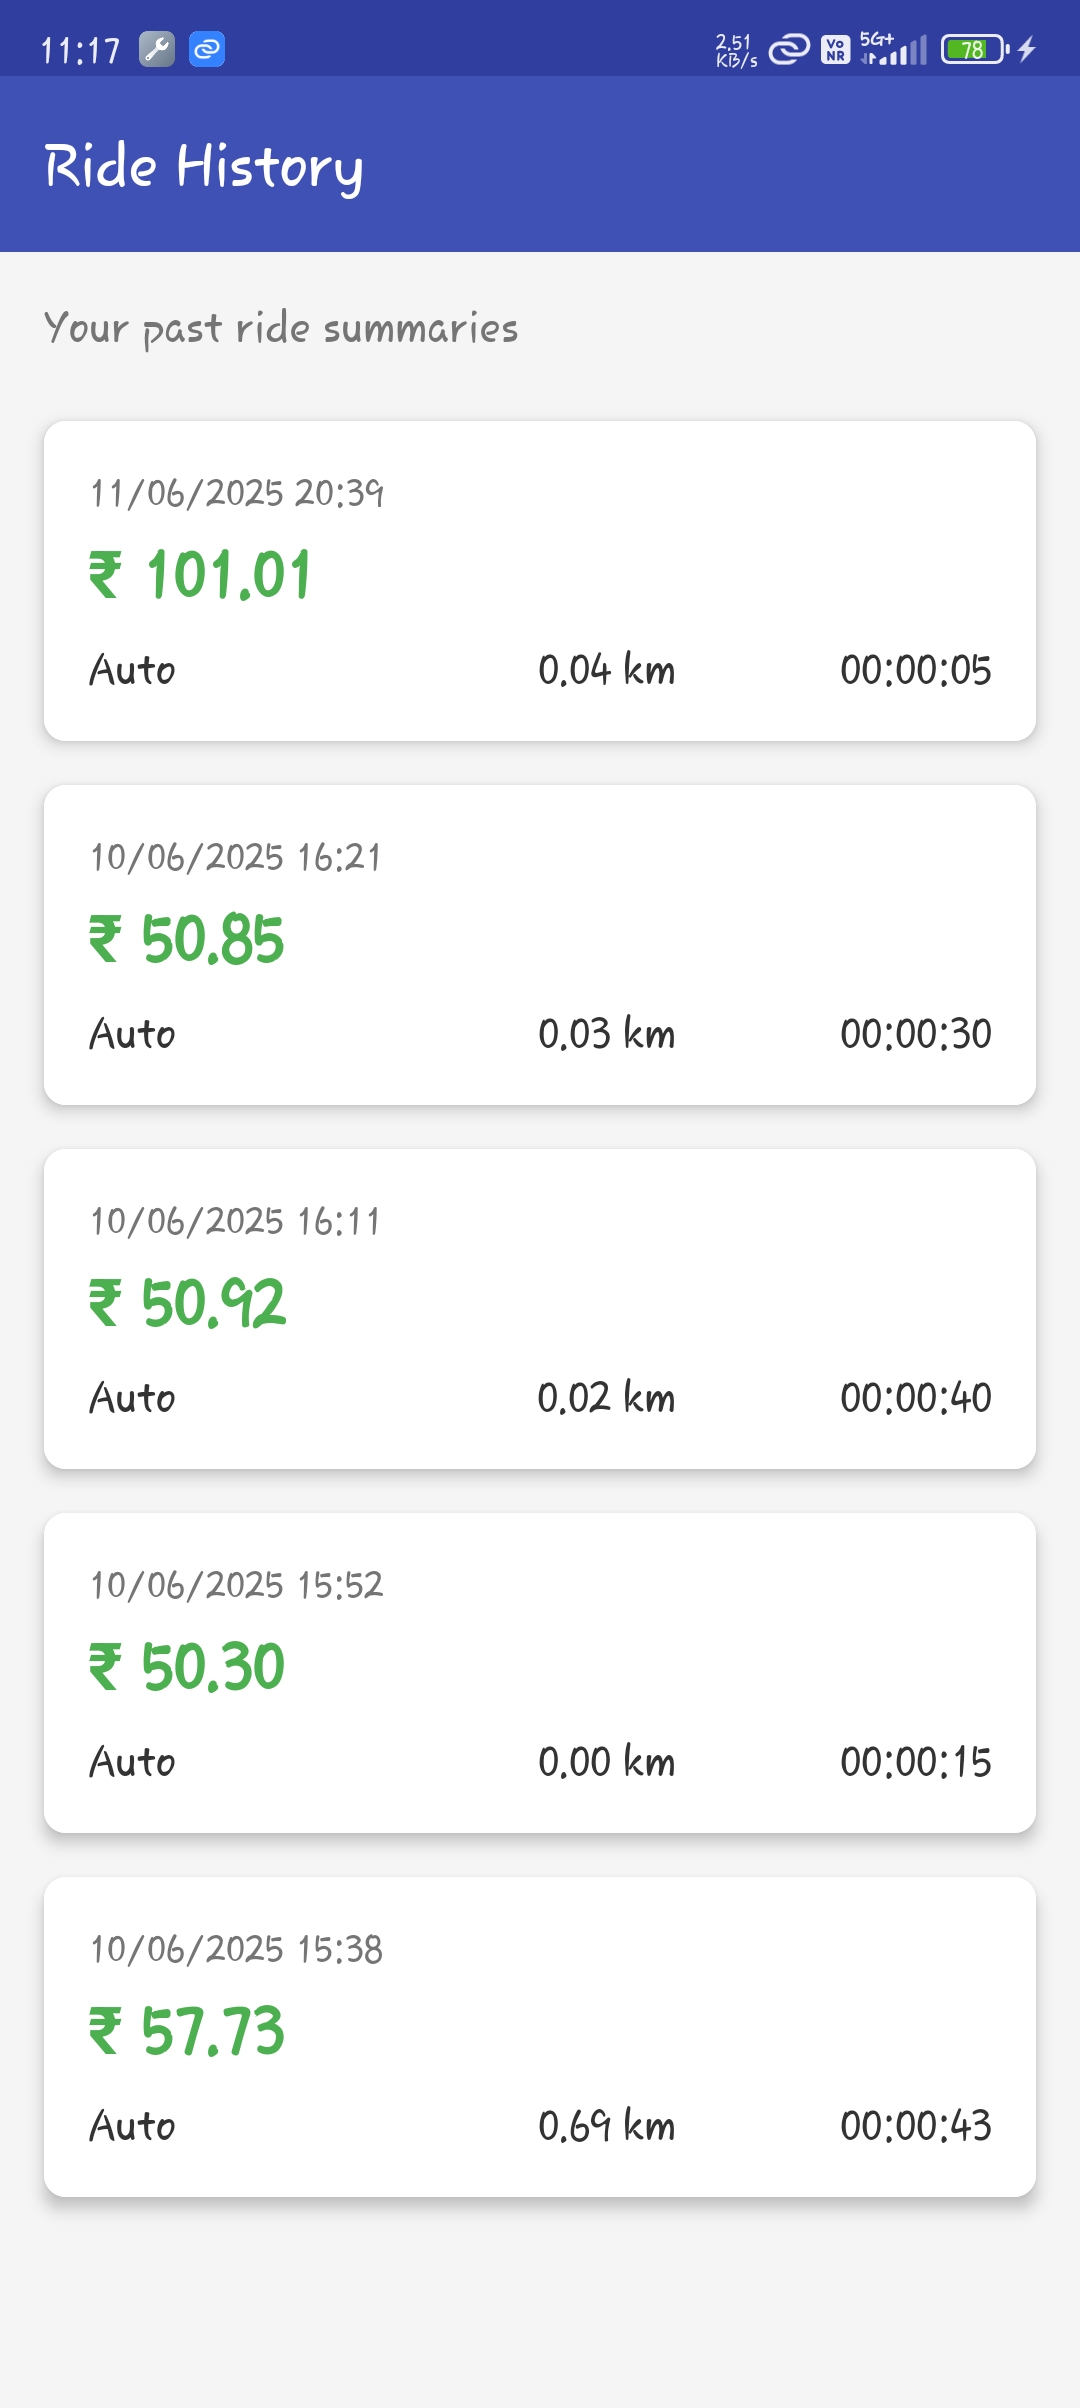 11:17 2.51 KB/s Vo NR 5G+ 78
Ride History
Your past ride summaries
11/06/2025 20:39
₹ 101.01
Auto 0.04 km 00:00:05
10/06/2025 16:21
₹ 50.85
Auto 0.03 km 00:00:30
10/06/2025 16:11
₹ 50.92
Auto 0.02 km 00:00:40
10/06/2025 15:52
₹ 50.30
Auto 0.00 km 00:00:15
10/06/2025 15:38
₹ 57.73
Auto 0.69 km 00:00:43